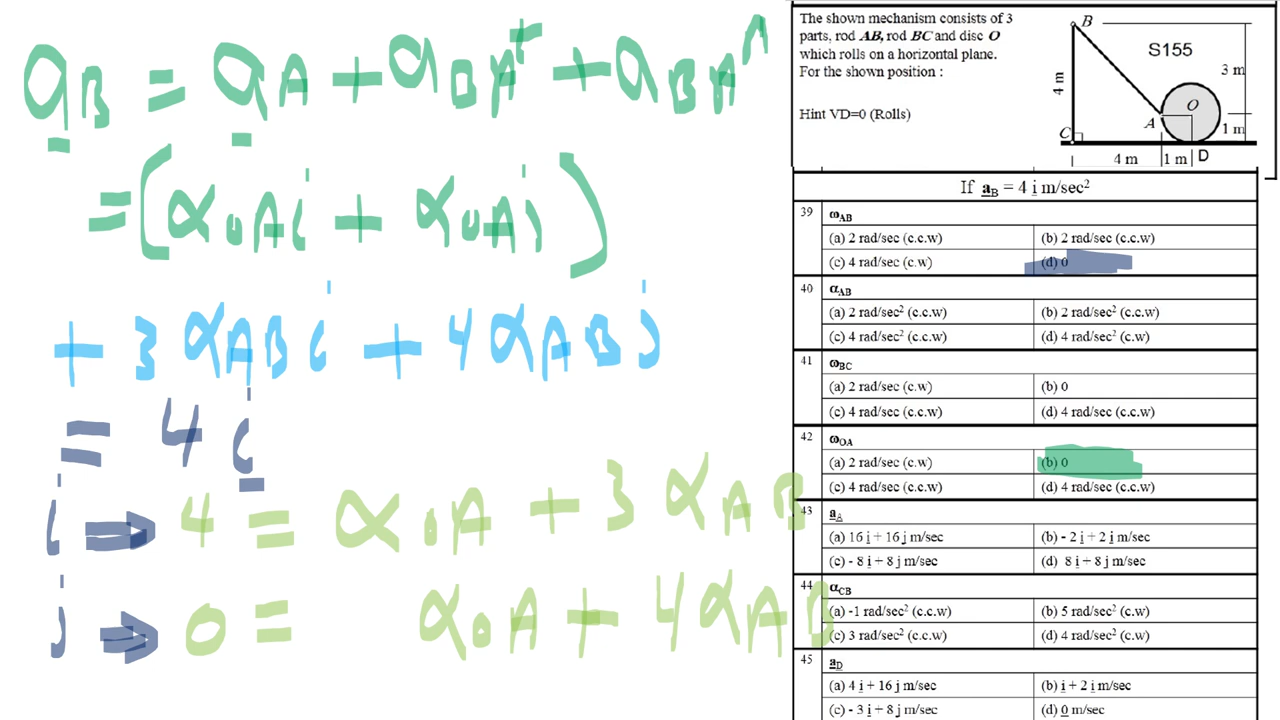 a̲B = a̲A + aBA^t + aBA^n
= (αOA i + αOA j)
+ 3 αAB i + 4 αAB j
= 4 i̲
i ⇒ 4 = αOA + 3 αAB
j ⇒ 0 = αOA + 4 αAB
The shown mechanism consists of 3
parts, rod AB, rod BC and disc O
which rolls on a horizontal plane.
For the shown position :
Hint VD=0 (Rolls)
B
S155
4 m
3 m
O
A
1 m
C
4 m
1 m
D
If a̲B = 4 i̲ m/sec²
39 ωAB
(a) 2 rad/sec (c.c.w) (b) 2 rad/sec (c.c.w)
(c) 4 rad/sec (c.w) (d) 0
40 αAB
(a) 2 rad/sec² (c.c.w) (b) 2 rad/sec² (c.c.w)
(c) 4 rad/sec² (c.w) (d) 4 rad/sec² (c.c.w)
41 ωBC
(a) 2 rad/sec (c.w) (b) 0
(c) 4 rad/sec (c.w) (d) 4 rad/sec (c.c.w)
42 ωOA
(a) 2 rad/sec (c.w) (b) 0
(c) 4 rad/sec (c.w) (d) 4 rad/sec (c.c.w)
43 a̲A
(a) 16 i̲ + 16 j̲ m/sec (b) - 2 i̲ + 2 i̲ m/sec
(c) - 8 i̲ + 8 j̲ m/sec (d) 8 i̲ + 8 j̲ m/sec
44 αCB
(a) -1 rad/sec² (c.c.w) (b) 5 rad/sec² (c.w)
(c) 3 rad/sec² (c.w) (d) 4 rad/sec² (c.w)
45 a̲D
(a) 4 i̲ + 16 j̲ m/sec (b) i̲ + 2 i̲ m/sec
(c) - 3 i̲ + 8 j̲ m/sec (d) 0̲ m/sec